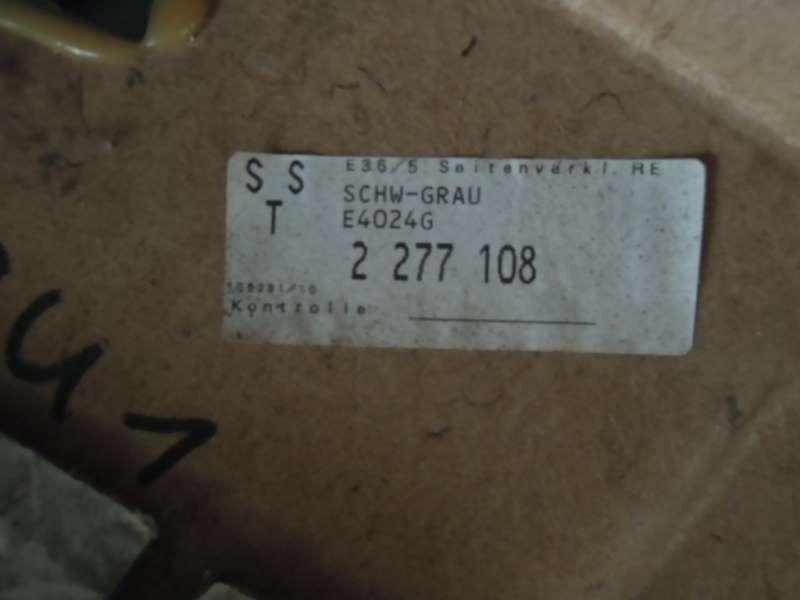 E36/5 Seitenverkl. RE
S S SCHW-GRAU
T E4024G
2 277 108
Kontrolle